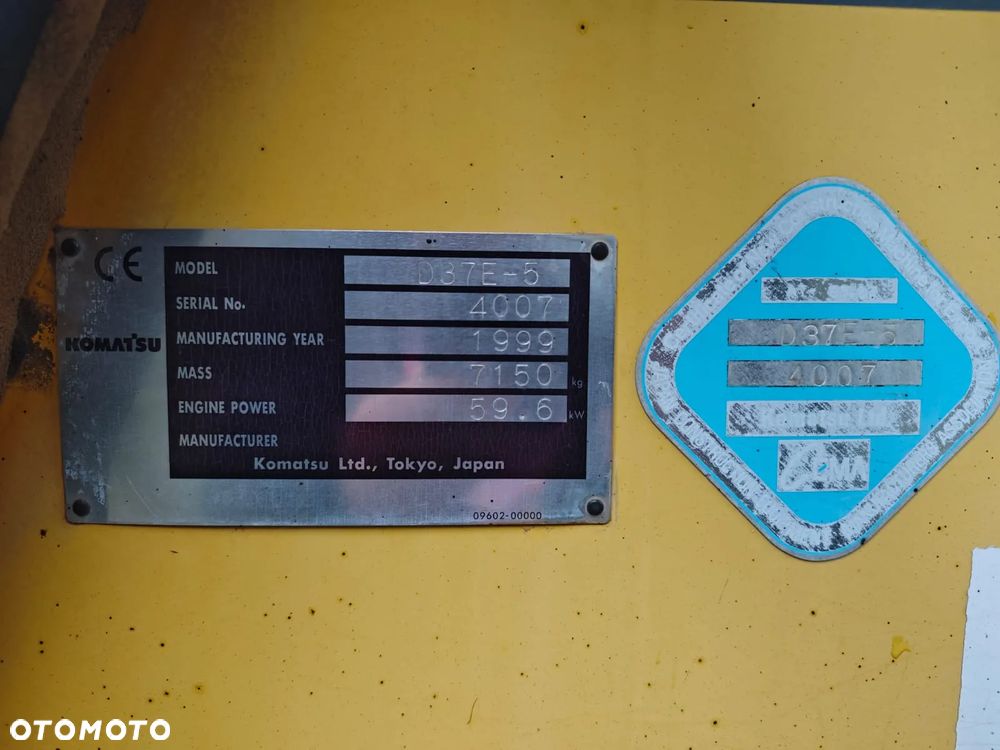 CE
KOMATSU
MODEL D37E-5
SERIAL No. 4007
MANUFACTURING YEAR 1999
MASS 7150 kg
ENGINE POWER 59.6 kW
MANUFACTURER
Komatsu Ltd., Tokyo, Japan
09602-00000
D37E-5
4007
OTOMOTO